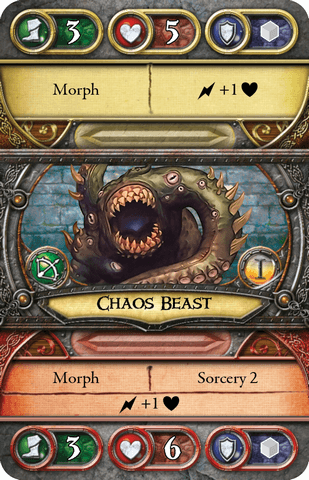 3 5
Morph +1
I
CHAOS BEAST
Morph Sorcery 2
+1
3 6